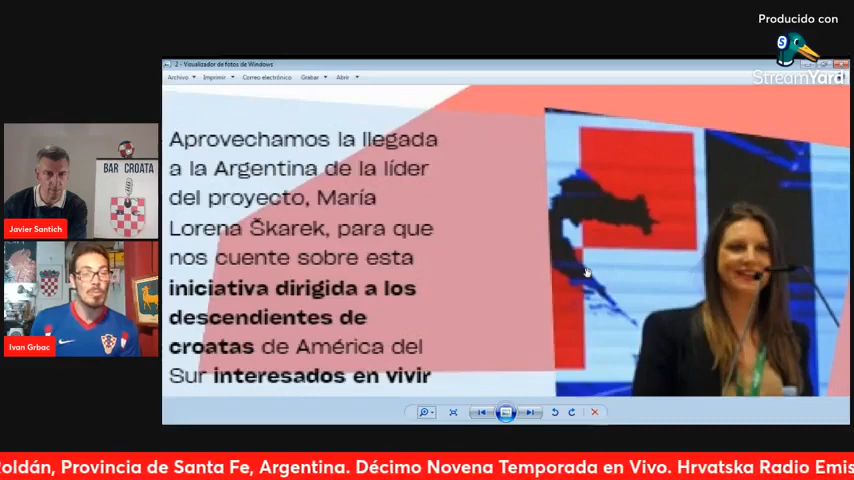 Producido con
S
StreamYard
2 - Visualizador de fotos de Windows
Archivo Imprimir Correo electrónico Grabar Abrir
Aprovechamos la llegada
a la Argentina de la líder
del proyecto, María
Lorena Škarek, para que
nos cuente sobre esta
iniciativa dirigida a los
descendientes de
croatas de América del
Sur interesados en vivir
BAR CROATA
Javier Santich
Ivan Grbac
Roldán, Provincia de Santa Fe, Argentina. Décimo Novena Temporada en Vivo. Hrvatska Radio Emis